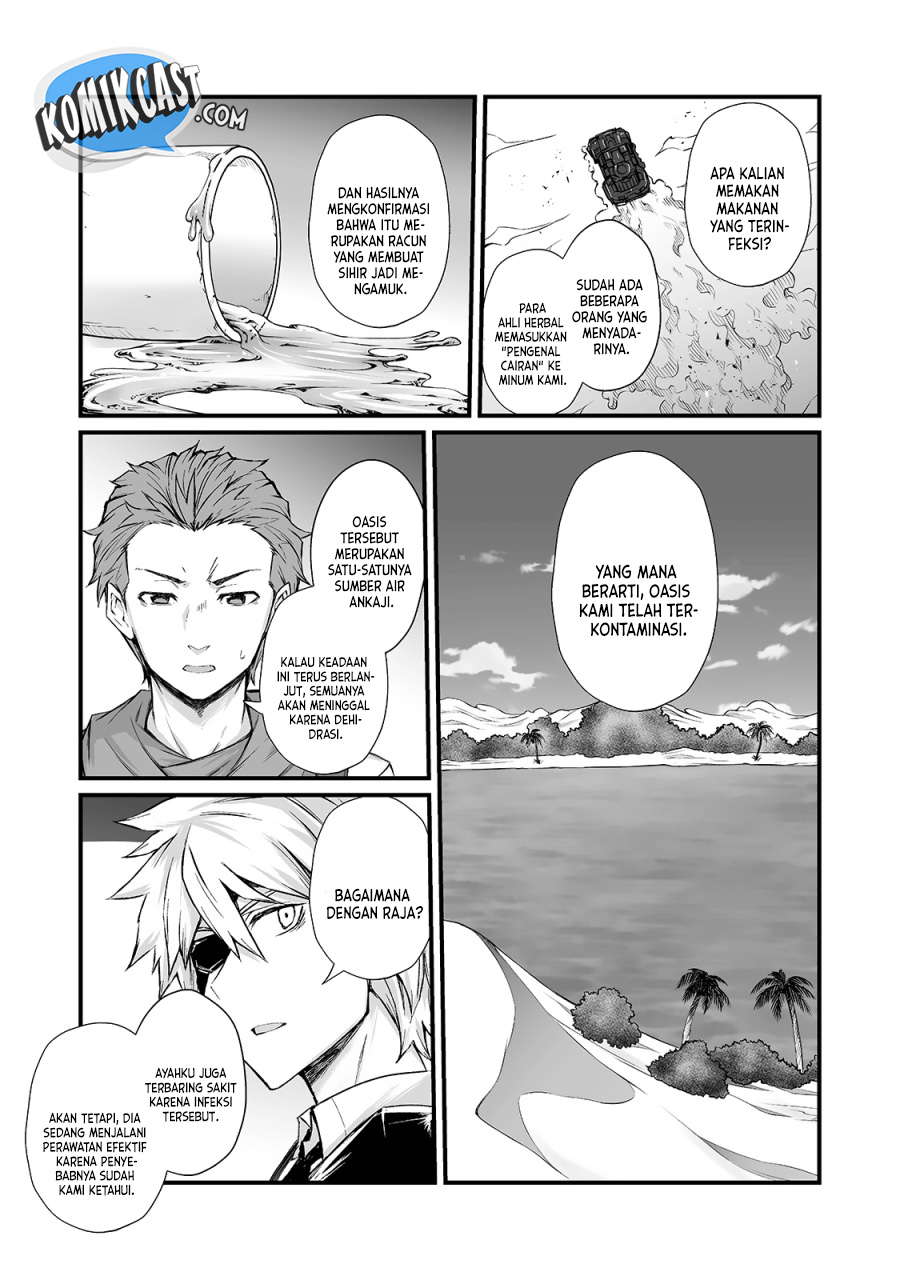 KOMIKCAST
.COM
APA KALIAN
MEMAKAN
MAKANAN
YANG TERIN-
FEKSI?
SUDAH ADA
BEBERAPA
ORANG YANG
MENYADA-
RINYA.
PARA
AHLI HERBAL
MEMASUKKAN
"PENGENAL
CAIRAN" KE
MINUM KAMI.
DAN HASILNYA
MENGKONFIRMASI
BAHWA ITU ME-
RUPAKAN RACUN
YANG MEMBUAT
SIHIR JADI ME-
NGAMUK.
YANG MANA
BERARTI, OASIS
KAMI TELAH TER-
KONTAMINASI.
OASIS
TERSEBUT
MERUPAKAN
SATU-SATUNYA
SUMBER AIR
ANKAJI.
KALAU KEADAAN
INI TERUS BERLAN-
JUT, SEMUANYA
AKAN MENINGGAL
KARENA DEHI-
DRASI.
BAGAIMANA
DENGAN RAJA?
AYAHKU JUGA
TERBARING SAKIT
KARENA INFEKSI
TERSEBUT.
AKAN TETAPI, DIA
SEDANG MENJALANI
PERAWATAN EFEKTIF
KARENA PENYE-
BABNYA SUDAH
KAMI KETAHUI.